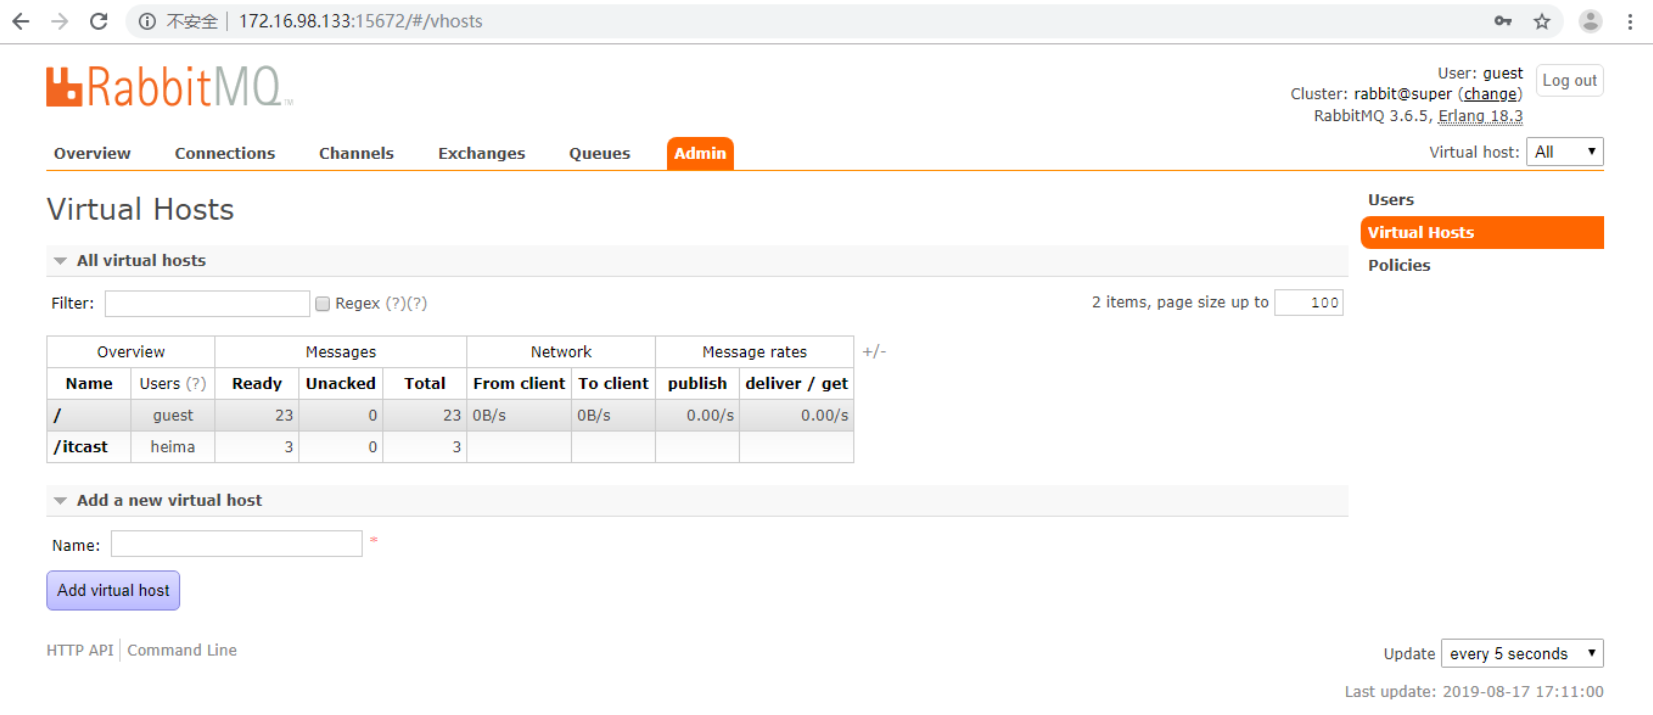 不安全 | 172.16.98.133:15672/#/vhosts
RabbitMQ ™
User: guest
Log out
Cluster: rabbit@super (change)
RabbitMQ 3.6.5, Erlang 18.3
Overview Connections Channels Exchanges Queues Admin
Virtual host: All
Virtual Hosts
Users
Virtual Hosts
Policies
All virtual hosts
Filter: Regex (?)(?)
2 items, page size up to 100
Overview Messages Network Message rates +/-
Name Users (?) Ready Unacked Total From client To client publish deliver / get
/ guest 23 0 23 0B/s 0B/s 0.00/s 0.00/s
/itcast heima 3 0 3
Add a new virtual host
Name: *
Add virtual host
HTTP API | Command Line
Update every 5 seconds
Last update: 2019-08-17 17:11:00